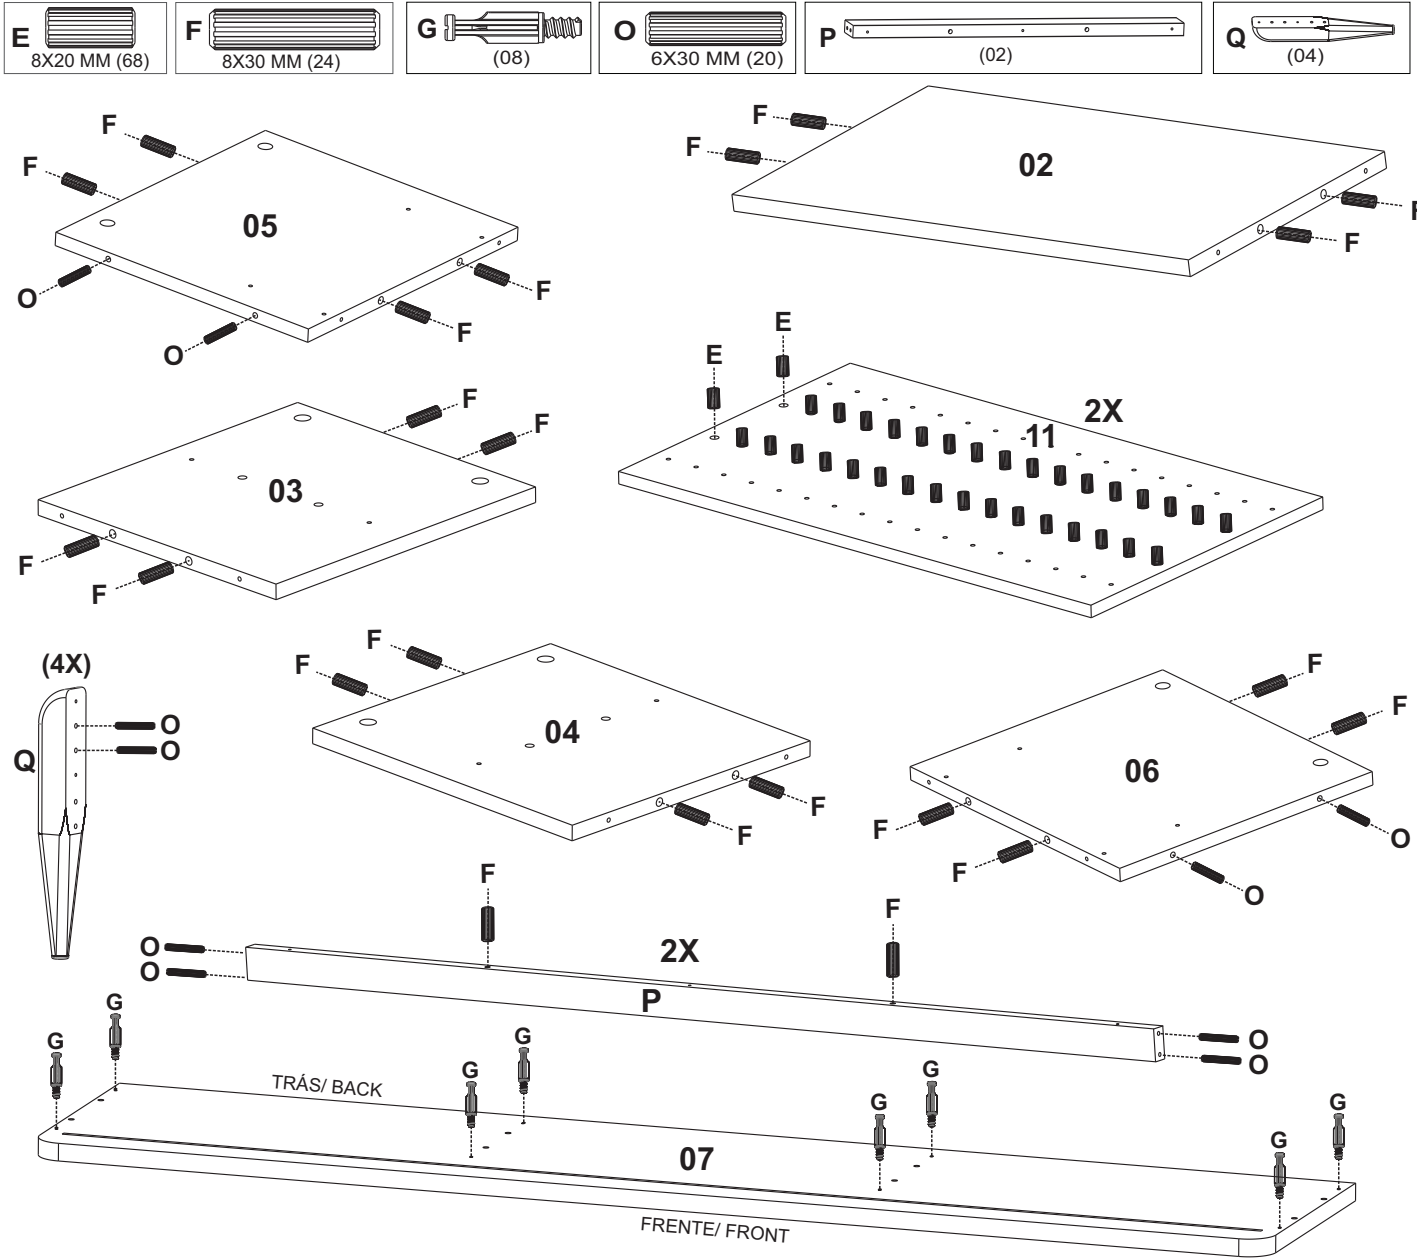 E
8X20 MM (68)
F
8X30 MM (24)
G
(08)
O
6X30 MM (20)
P
(02)
Q
(04)
F
F
05
O
O
F
F
F
F
02
F
F
F
F
03
F
F
E
E
2X
11
(4X)
Q
O
O
F
F
04
F
F
F
F
06
F
F
O
O
F
F
2X
P
O
O
O
O
G
G
G
G
G
G
G
G
TRÁS/ BACK
07
FRENTE/ FRONT